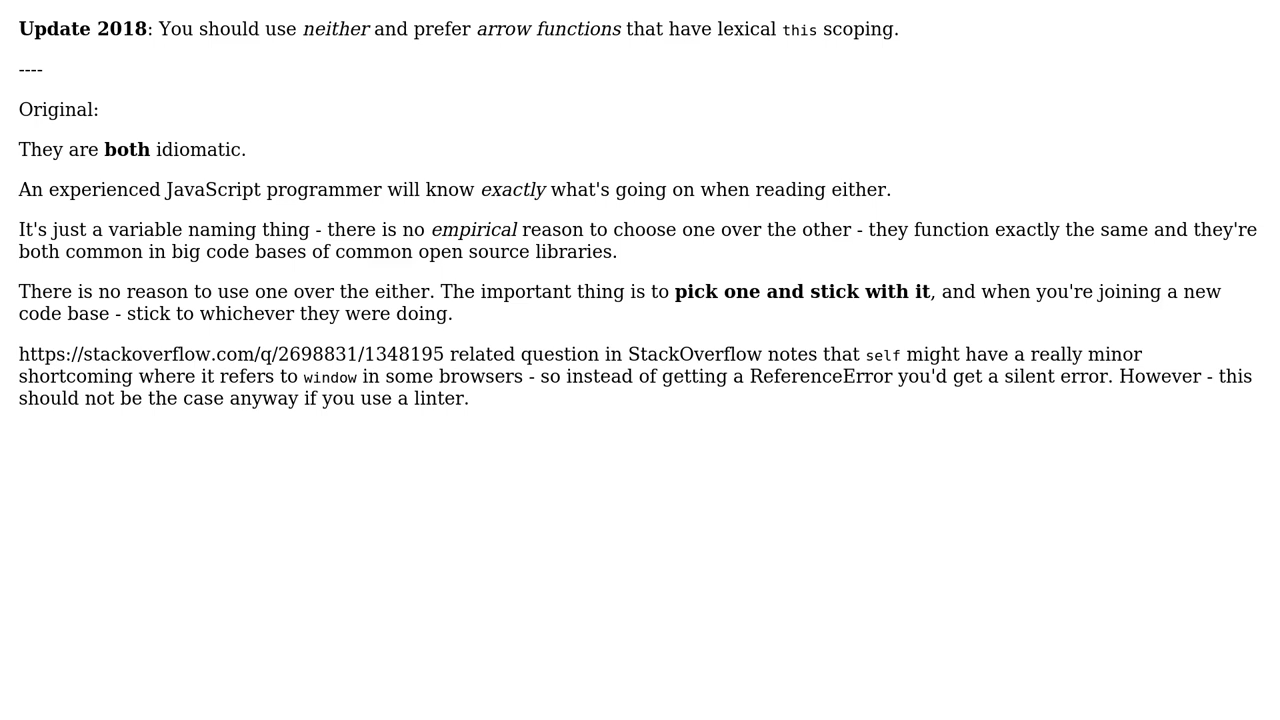 Update 2018: You should use neither and prefer arrow functions that have lexical this scoping.
----
Original:
They are both idiomatic.
An experienced JavaScript programmer will know exactly what's going on when reading either.
It's just a variable naming thing - there is no empirical reason to choose one over the other - they function exactly the same and they're
both common in big code bases of common open source libraries.
There is no reason to use one over the either. The important thing is to pick one and stick with it, and when you're joining a new
code base - stick to whichever they were doing.
https://stackoverflow.com/q/2698831/1348195 related question in StackOverflow notes that self might have a really minor
shortcoming where it refers to window in some browsers - so instead of getting a ReferenceError you'd get a silent error. However - this
should not be the case anyway if you use a linter.